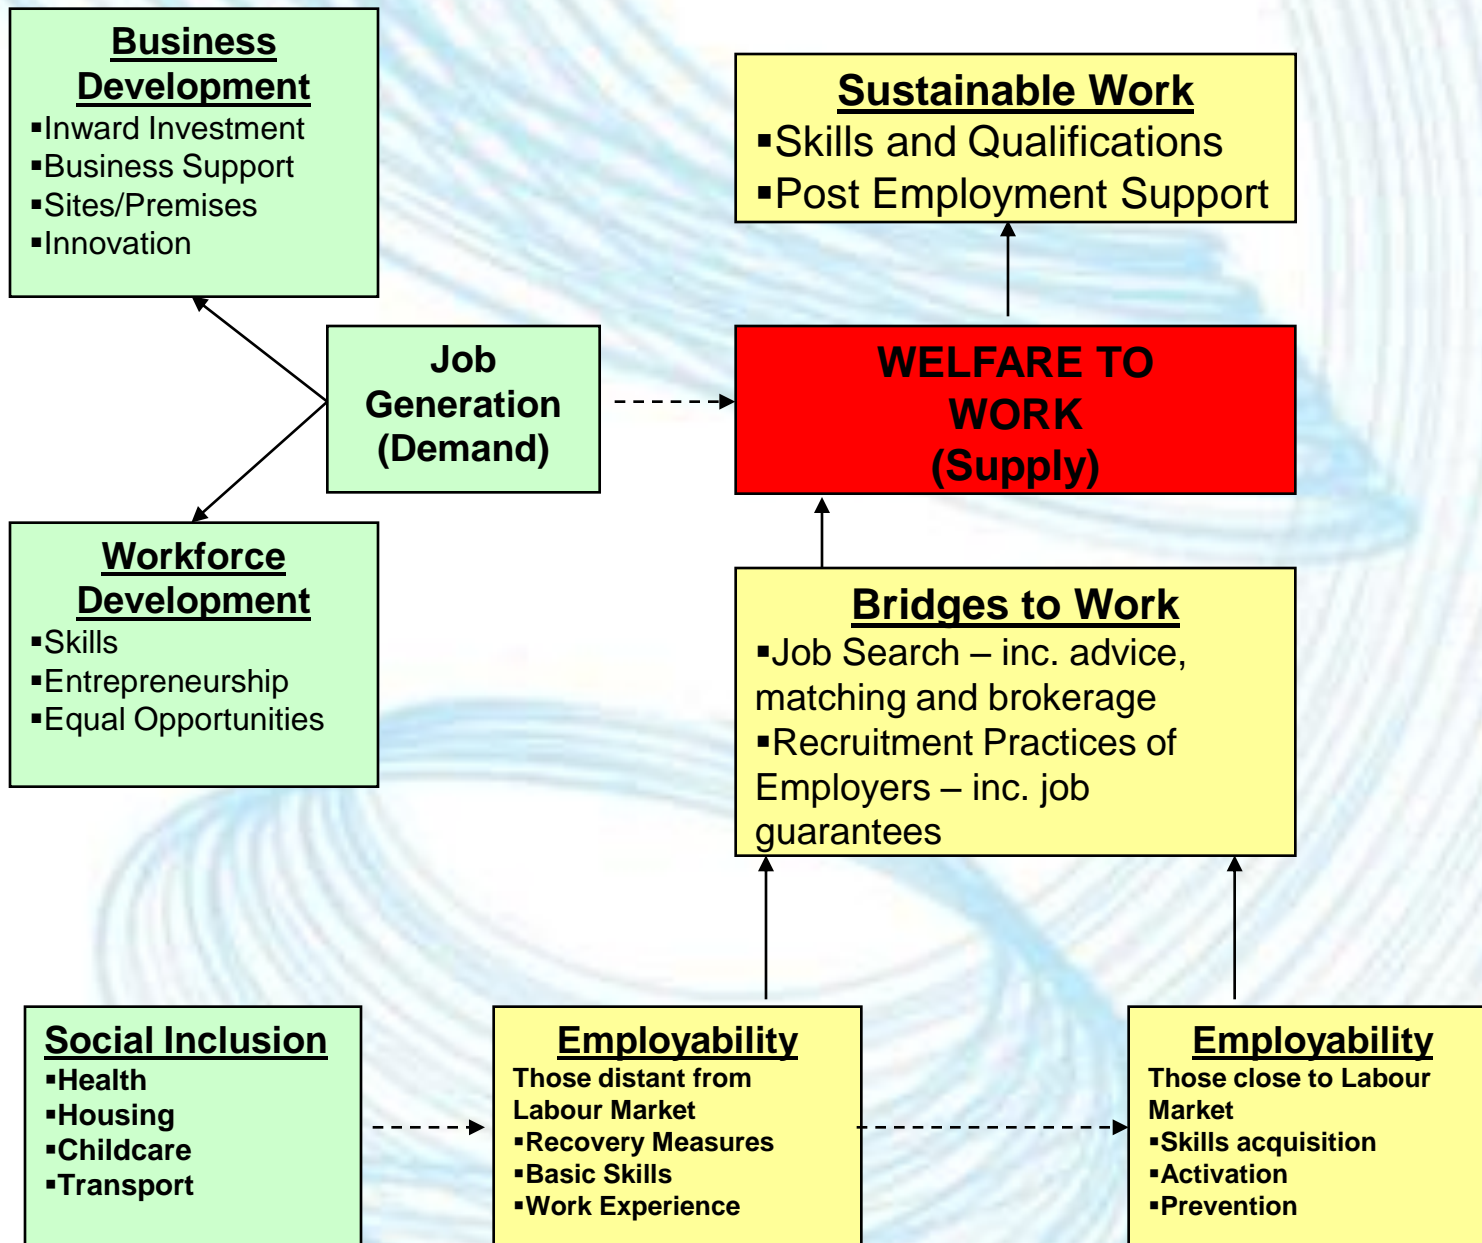 Business
Development
▪Inward Investment
▪Business Support
▪Sites/Premises
▪Innovation
Sustainable Work
▪Skills and Qualifications
▪Post Employment Support
Job
Generation
(Demand)
WELFARE TO
WORK
(Supply)
Workforce
Development
▪Skills
▪Entrepreneurship
▪Equal Opportunities
Bridges to Work
▪Job Search – inc. advice,
matching and brokerage
▪Recruitment Practices of
Employers – inc. job
guarantees
Social Inclusion
▪Health
▪Housing
▪Childcare
▪Transport
Employability
Those distant from
Labour Market
▪Recovery Measures
▪Basic Skills
▪Work Experience
Employability
Those close to Labour
Market
▪Skills acquisition
▪Activation
▪Prevention